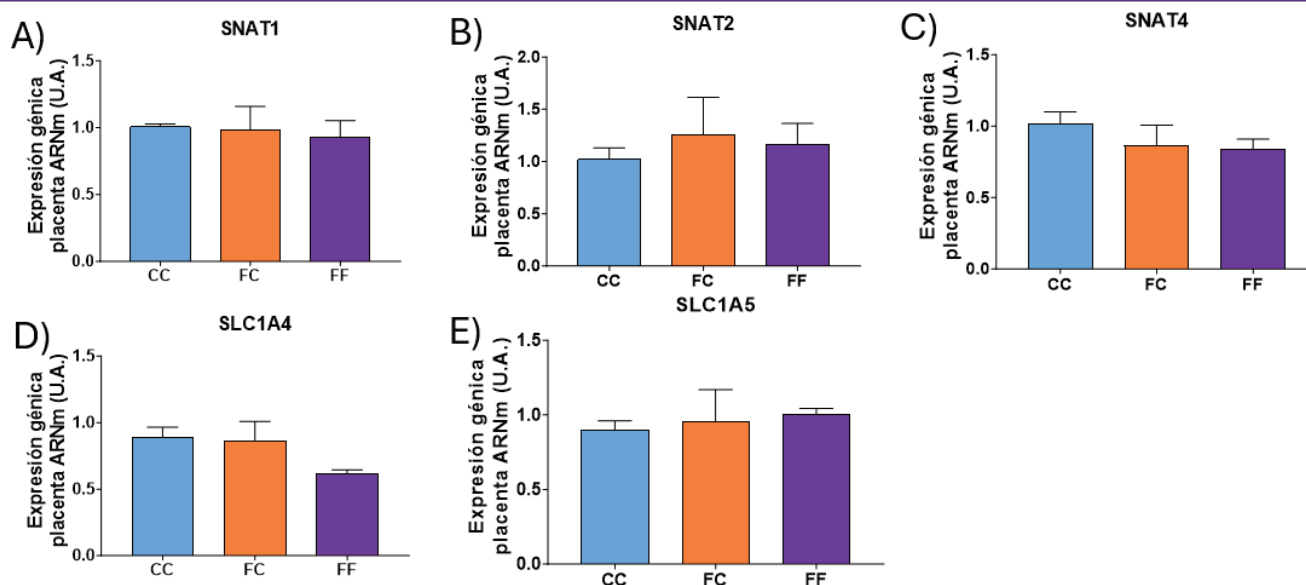 A)
SNAT1
Expresión génica
placenta ARNm (U.A.)
1.5
1.0
0.5
0.0
CC FC FF
B)
SNAT2
Expresión génica
placenta ARNm (U.A.)
2.0
1.5
1.0
0.5
0.0
CC FC FF
C)
SNAT4
Expresión génica
placenta ARNm (U.A.)
1.5
1.0
0.5
0.0
CC FC FF
D)
SLC1A4
Expresión génica
placenta ARNm (U.A.)
1.5
1.0
0.5
0.0
CC FC FF
E)
SLC1A5
Expresión génica
placenta ARNm (U.A.)
1.5
1.0
0.5
0.0
CC FC FF